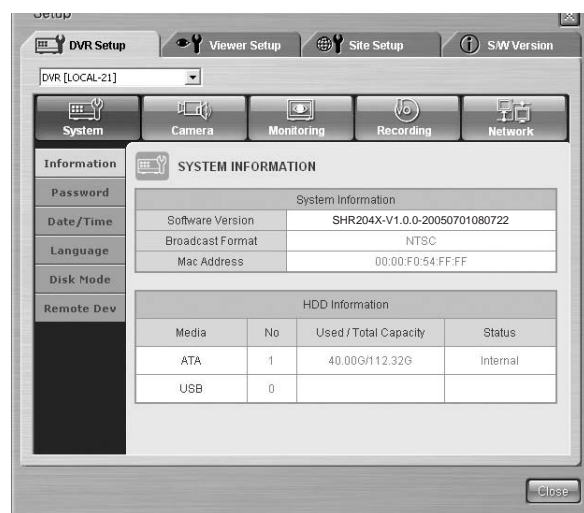 Setup
DVR Setup
Viewer Setup
Site Setup
S/W Version
DVR [LOCAL-21]
System
Camera
Monitoring
Recording
Network
Information
Password
Date/Time
Language
Disk Mode
Remote Dev
SYSTEM INFORMATION
System Information
Software Version SHR204X-V1.0.0-20050701080722
Broadcast Format NTSC
Mac Address 00:00:F0:54:FF:FF
HDD Information
Media No Used / Total Capacity Status
ATA 1 40.00G/112.32G Internal
USB 0
Close